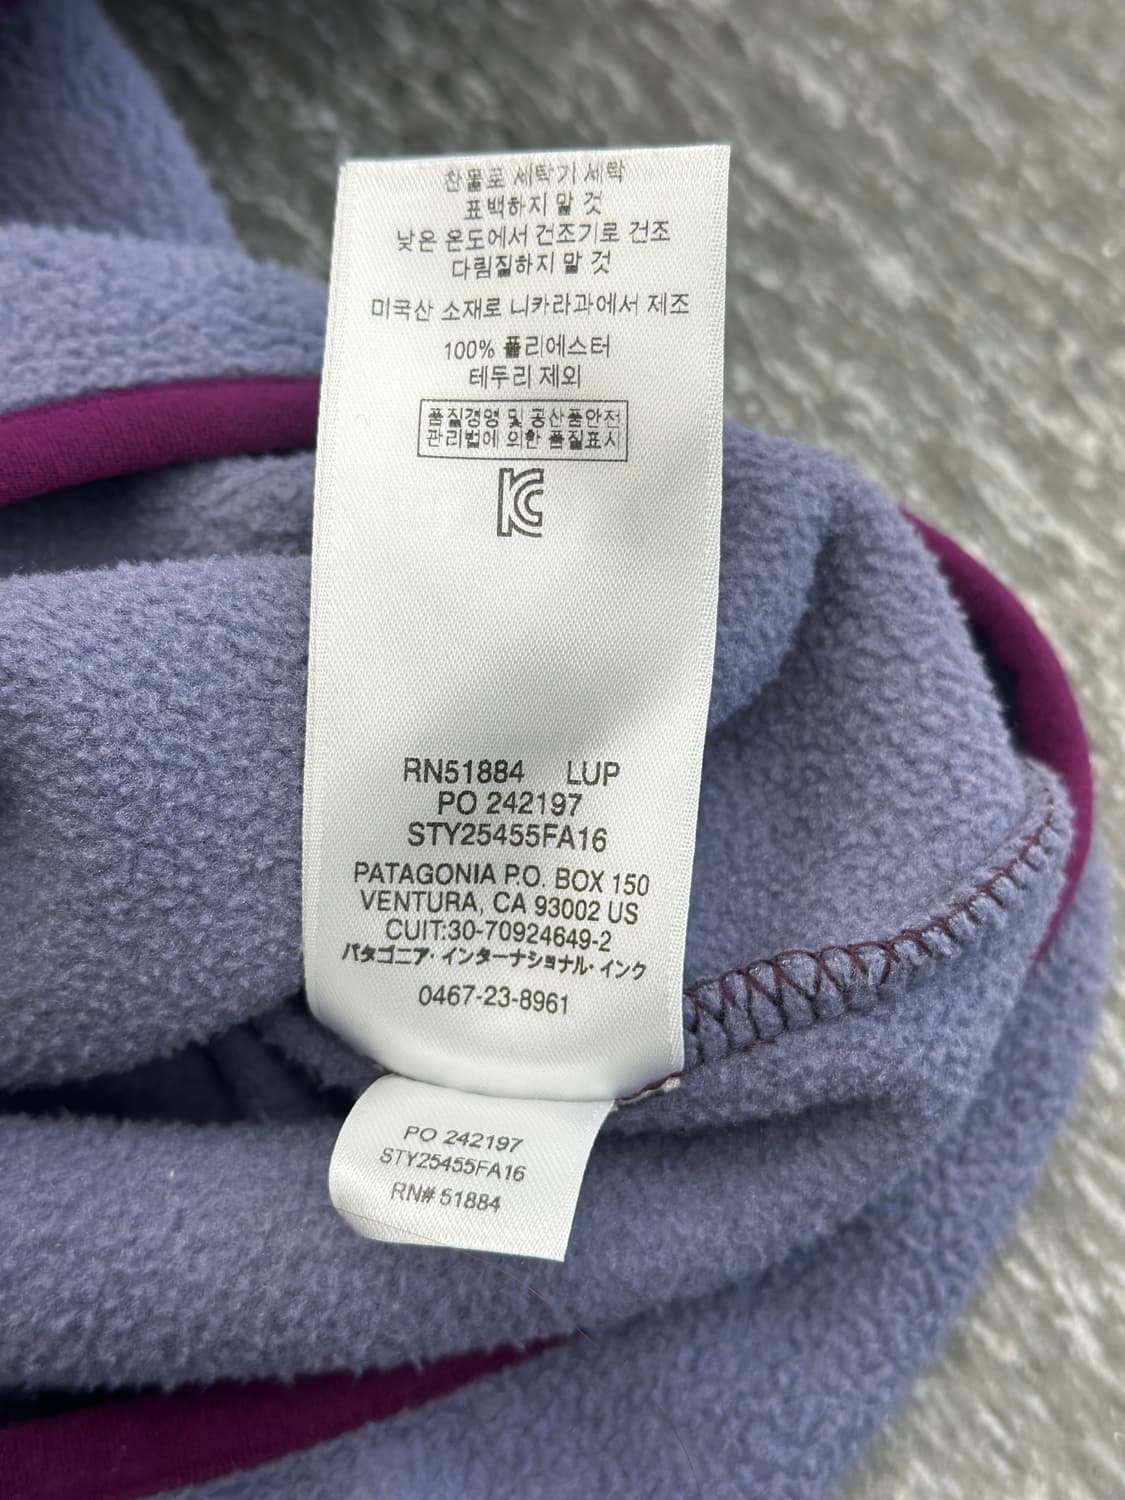 찬물로 세탁기 세탁
표백하지 말 것
낮은 온도에서 건조기로 건조
다림질하지 말 것
미국산 소재로 니카라과에서 제조
100% 폴리에스터
테두리 제외
품질경영 및 공산품안전
관리법에 의한 품질표시
KC
RN51884 LUP
PO 242197
STY25455FA16
PATAGONIA P.O. BOX 150
VENTURA, CA 93002 US
CUIT:30-70924649-2
パタゴニア・インターナショナル・インク
0467-23-8961
PO 242197
STY25455FA16
RN# 51884